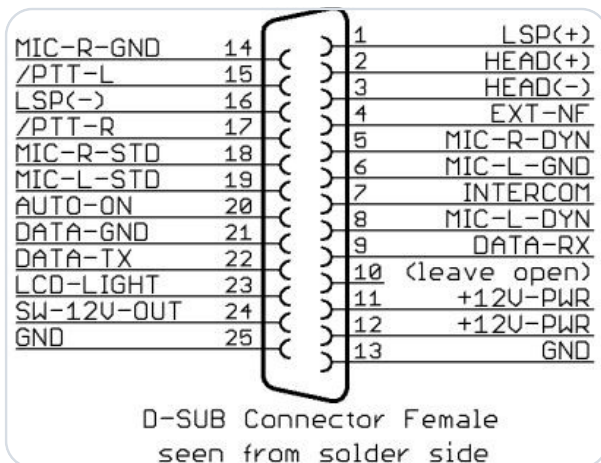 MIC-R-GND 14
/PTT-L 15
LSP(-) 16
/PTT-R 17
MIC-R-STD 18
MIC-L-STD 19
AUTO-ON 20
DATA-GND 21
DATA-TX 22
LCD-LIGHT 23
SW-12V-OUT 24
GND 25
1 LSP(+)
2 HEAD(+)
3 HEAD(-)
4 EXT-NF
5 MIC-R-DYN
6 MIC-L-GND
7 INTERCOM
8 MIC-L-DYN
9 DATA-RX
10 (leave open)
11 +12V-PWR
12 +12V-PWR
13 GND
D-SUB Connector Female
seen from solder side